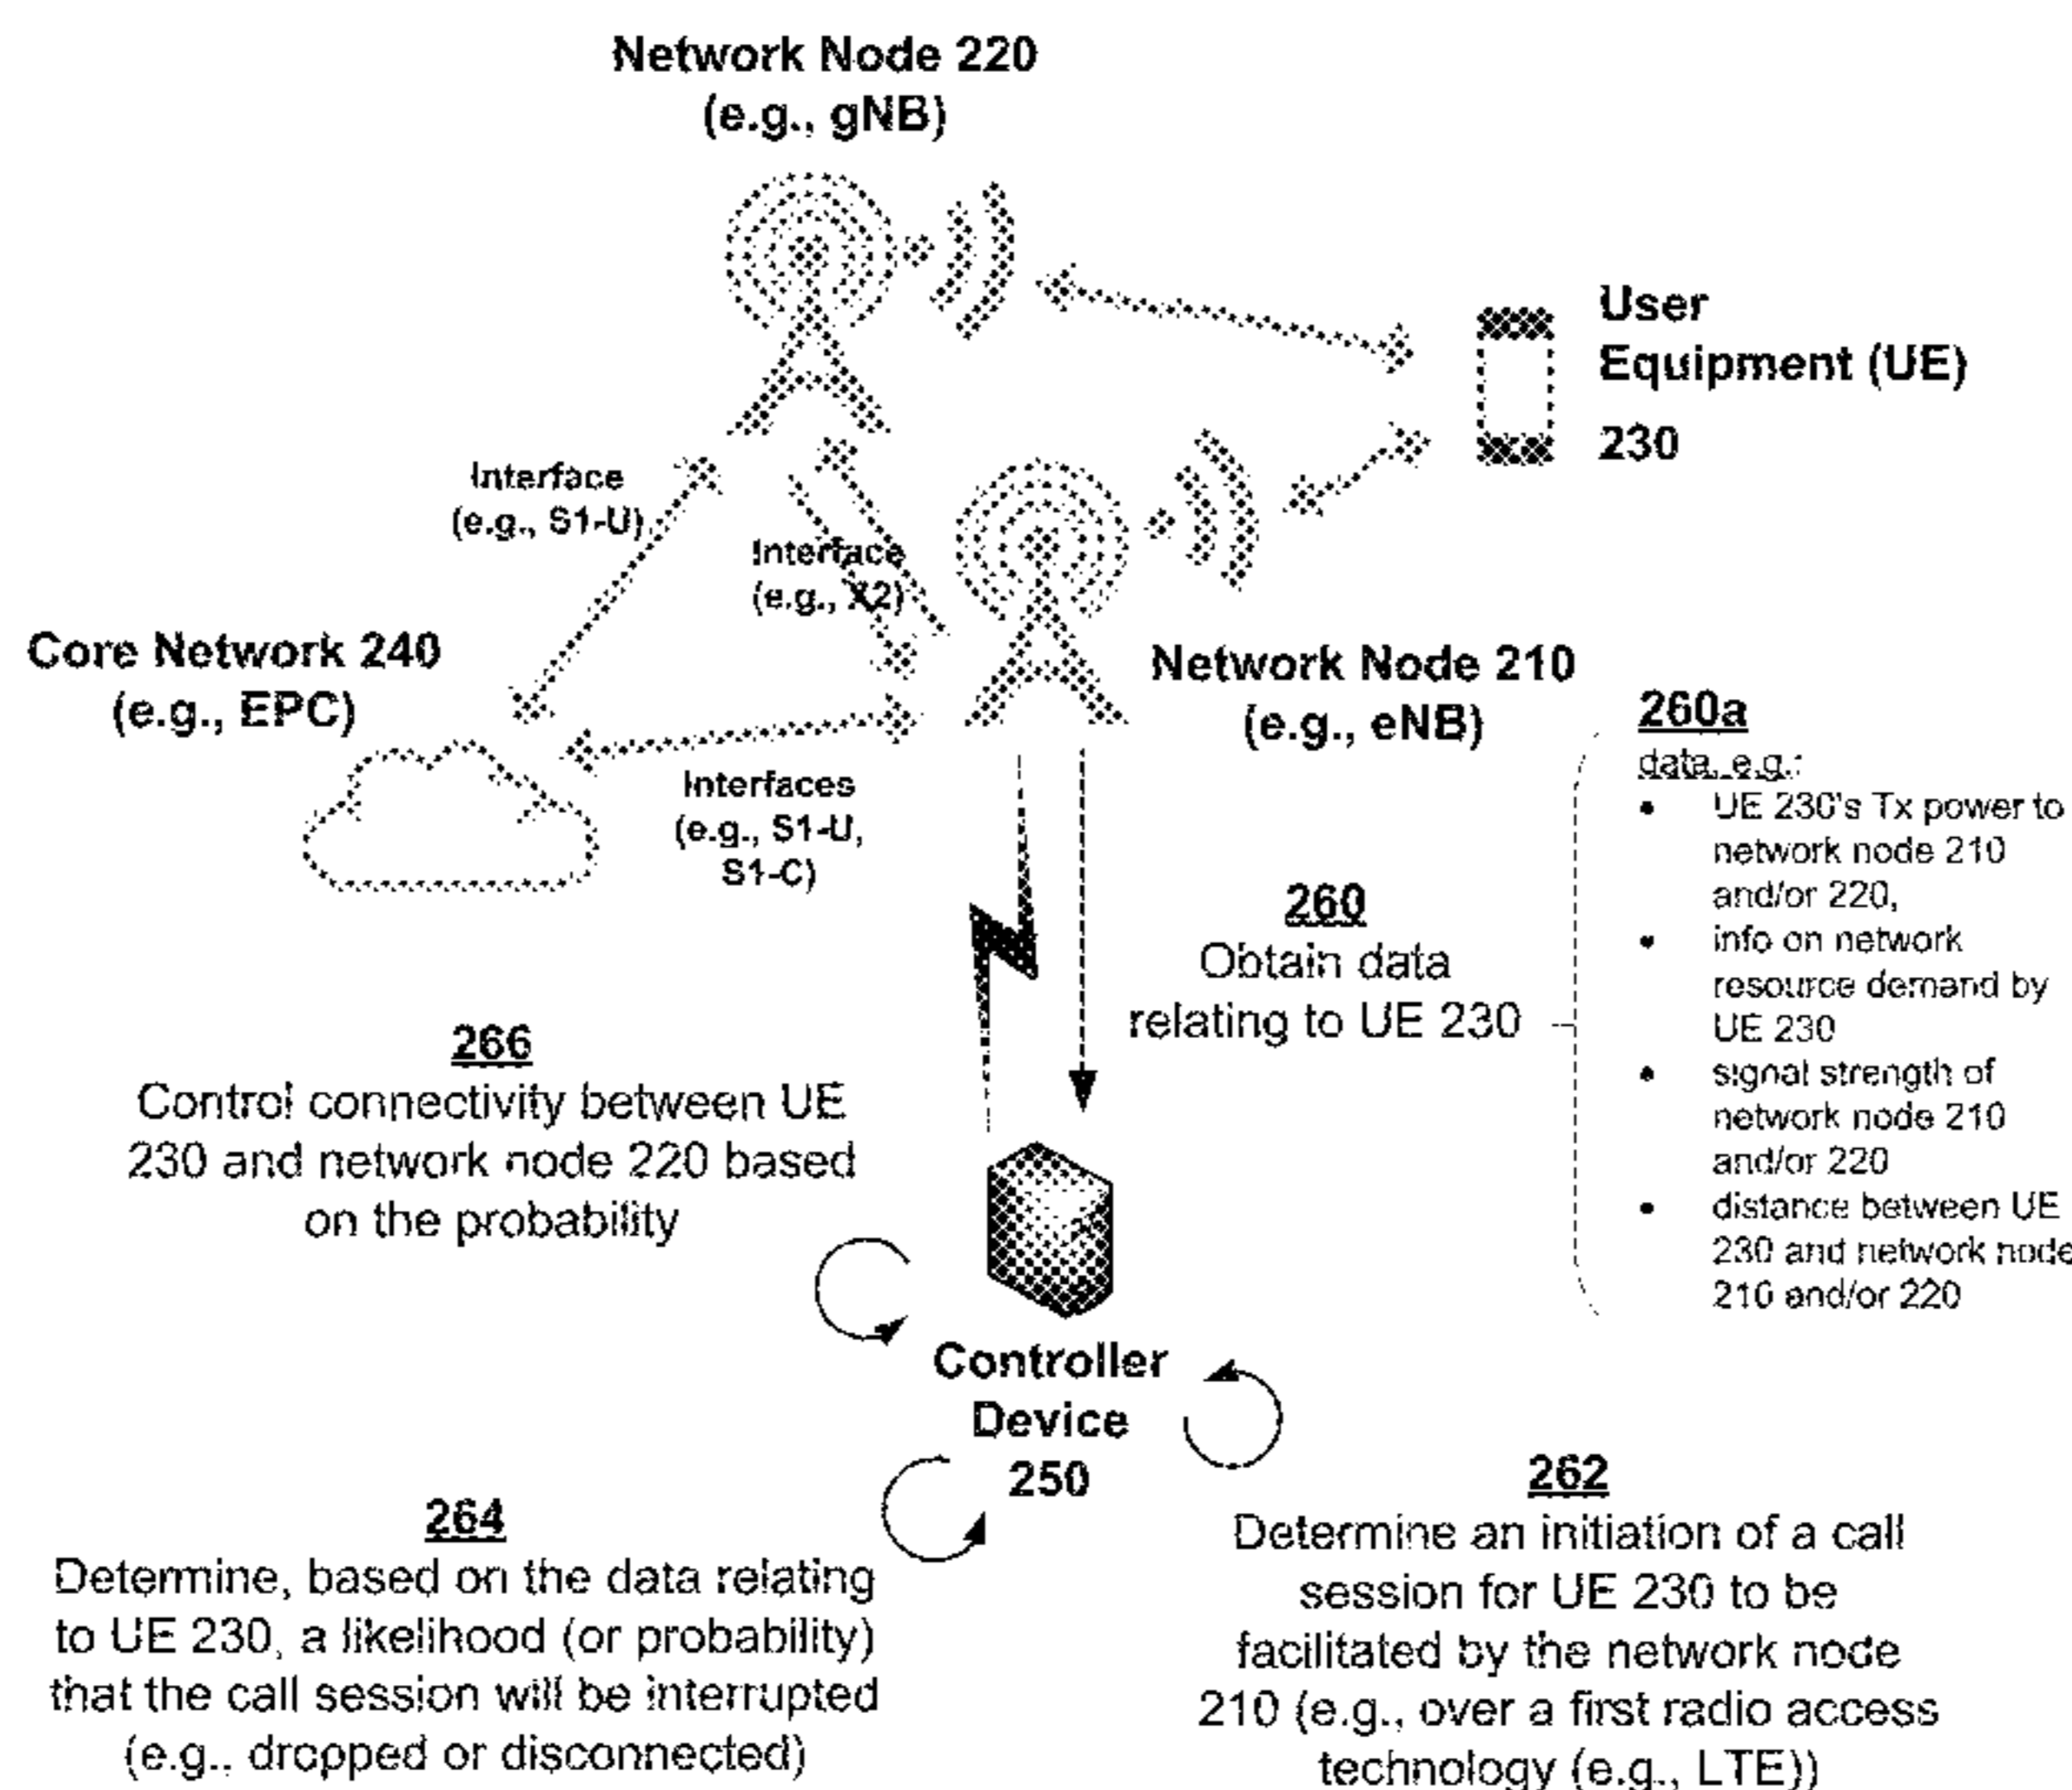 Network Node 220
(e.g., gNB)
User
Equipment (UE)
230
Interface
(e.g., S1-U)
Interface
(e.g., X2)
Core Network 240
(e.g., EPC)
Network Node 210
(e.g., eNB)
Interfaces
(e.g., S1-U,
S1-C)
260a
data, e.g.:
• UE 230's Tx power to
network node 210
and/or 220,
• info on network
resource demand by
UE 230
• signal strength of
network node 210
and/or 220
• distance between UE
230 and network node
210 and/or 220
260
Obtain data
relating to UE 230
266
Control connectivity between UE
230 and network node 220 based
on the probability
Controller
Device
250
264
Determine, based on the data relating
to UE 230, a likelihood (or probability)
that the call session will be interrupted
(e.g., dropped or disconnected)
262
Determine an initiation of a call
session for UE 230 to be
facilitated by the network node
210 (e.g., over a first radio access
technology (e.g., LTE))